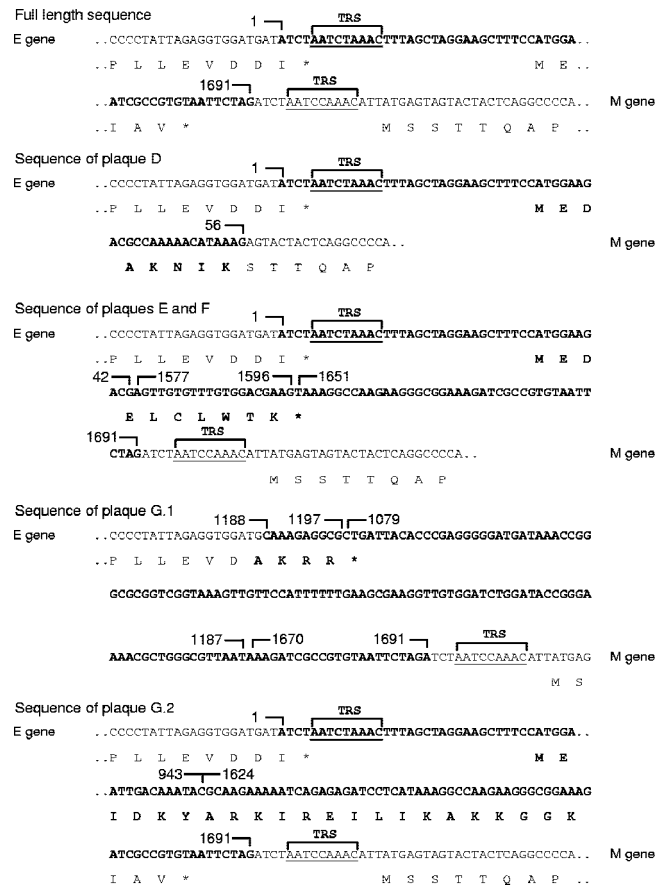 Full length sequence
1 TRS
E gene ..CCCCTATTAGAGGTGGATGATATCTAATCTAAACTTTAGCTAGGAAGCTTTCCATGGA..
..P L L E V D D I * M E..
1691 TRS
ATCGCCGTGTAATTCTAGATCTAATCCAAACATTATGAGTAGTACTACTCAGGCCCCA.. M gene
I A V * M S S T T Q A P ..
Sequence of plaque D
1 TRS
E gene ..CCCCTATTAGAGGTGGATGATATCTAATCTAAACTTTAGCTAGGAAGCTTTCCATGGAAG
..P L L E V D D I * M E D
56
ACGCCAAAAACATAAAGAGTACTACTCAGGCCCCA.. M gene
A K N I K S T T Q A P
Sequence of plaques E and F
1 TRS
E gene ..CCCCTATTAGAGGTGGATGATATCTAATCTAAACTTTAGCTAGGAAGCTTTCCATGGAAG
..P L L E V D D I * M E D
42 1577 1596 1651
ACGAGTTGTGTTTGTGGACGAAGTAAAGGCCAAGAAGGGCGGAAAGATCGCCGTGTAATT
E L C L W T K *
1691 TRS
CTAGATCTAATCCAAACATTATGAGTAGTACTACTCAGGCCCCA.. M gene
M S S T T Q A P
Sequence of plaque G.1
1188 1197 1079
E gene ..CCCCTATTAGAGGTGGATGCAAAGAGGCGCTGATTACACCCGAGGGGGATGATAAACCGG
..P L L E V D A K R R *
GCGCGGTCGGTAAAGTTGTTCCATTTTTTGAAGCGAAGGTTGTGGATCTGGATACCGGGA
1187 1670 1691 TRS
AAACGCTGGGCGTTAATAAAGATCGCCGTGTAATTCTAGATCTAATCCAAACATTATGAG M gene
M S
Sequence of plaque G.2
1 TRS
E gene ..CCCCTATTAGAGGTGGATGATATCTAATCTAAACTTTAGCTAGGAAGCTTTCCATGGA..
..P L L E V D D I * M E
943 1624
ATTGACAAATACGCAAGAAAAATCAGAGAGATCCTCATAAAGGCCAAGAAGGGCGGAAAG
I D K Y A R K I R E I L I K A K K G G K
1691 TRS
ATCGCCGTGTAATTCTAGATCTAATCCAAACATTATGAGTAGTACTACTCAGGCCCCA.. M gene
I A V * M S S T T Q A P ..